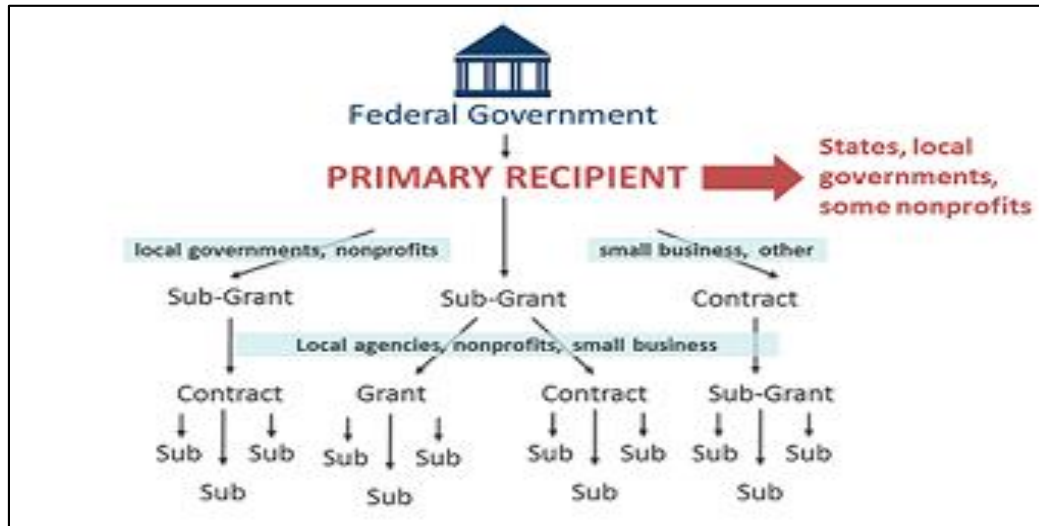 Federal Government
PRIMARY RECIPIENT
States, local
governments,
some nonprofits
local governments, nonprofits
small business, other
Sub-Grant
Sub-Grant
Contract
Local agencies, nonprofits, small business
Contract
Grant
Contract
Sub-Grant
Sub
Sub
Sub
Sub
Sub
Sub
Sub
Sub
Sub
Sub
Sub
Sub